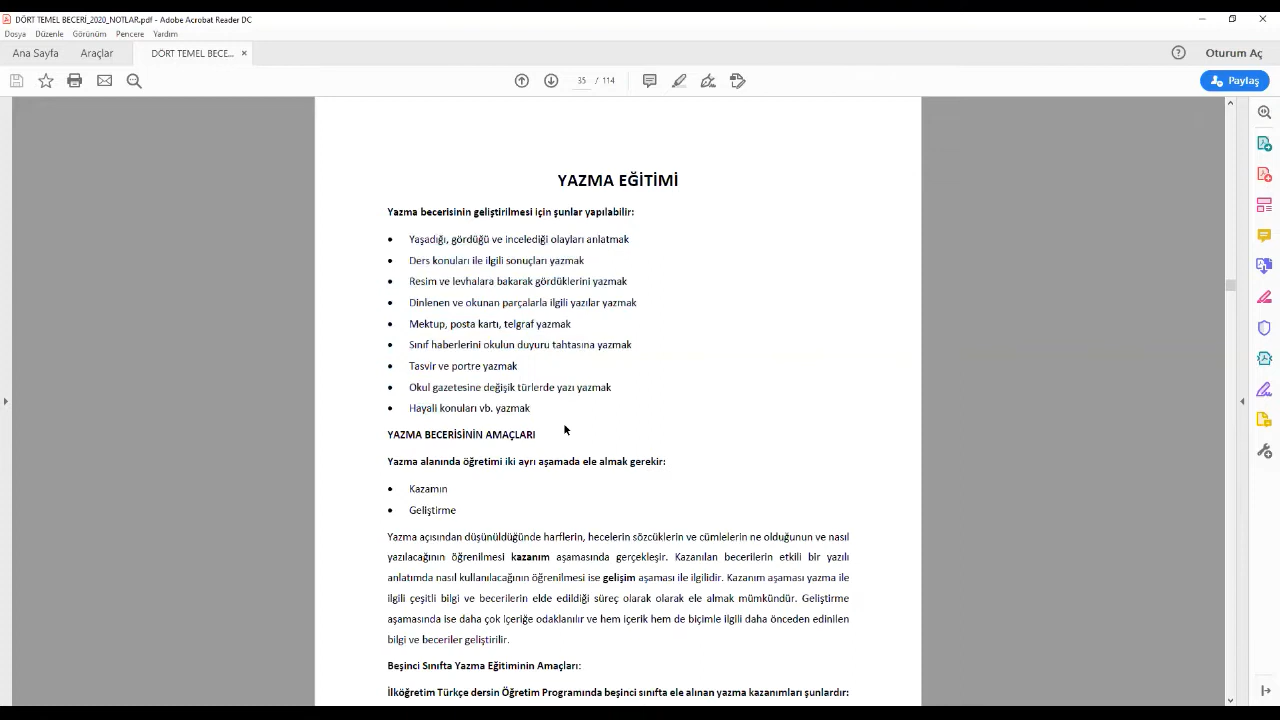 DÖRT TEMEL BECERİ_2020_NOTLAR.pdf - Adobe Acrobat Reader DC
Dosya Düzenle Görünüm Pencere Yardım
Ana Sayfa Araçlar DÖRT TEMEL BECE... × Oturum Aç
35 / 114 Paylaş
YAZMA EĞİTİMİ
Yazma becerisinin geliştirilmesi için şunlar yapılabilir:
• Yaşadığı, gördüğü ve incelediği olayları anlatmak
• Ders konuları ile ilgili sonuçları yazmak
• Resim ve levhalara bakarak gördüklerini yazmak
• Dinlenen ve okunan parçalarla ilgili yazılar yazmak
• Mektup, posta kartı, telgraf yazmak
• Sınıf haberlerini okulun duyuru tahtasına yazmak
• Tasvir ve portre yazmak
• Okul gazetesine değişik türlerde yazı yazmak
• Hayali konuları vb. yazmak
YAZMA BECERİSİNİN AMAÇLARI
Yazma alanında öğretimi iki ayrı aşamada ele almak gerekir:
• Kazamın
• Geliştirme
Yazma açısından düşünüldüğünde harflerin, hecelerin sözcüklerin ve cümlelerin ne olduğunun ve nasıl
yazılacağının öğrenilmesi kazanım aşamasında gerçekleşir. Kazanılan becerilerin etkili bir yazılı
anlatımda nasıl kullanılacağının öğrenilmesi ise gelişim aşaması ile ilgilidir. Kazanım aşaması yazma ile
ilgili çeşitli bilgi ve becerilerin elde edildiği süreç olarak olarak ele almak mümkündür. Geliştirme
aşamasında ise daha çok içeriğe odaklanılır ve hem içerik hem de biçimle ilgili daha önceden edinilen
bilgi ve beceriler geliştirilir.
Beşinci Sınıfta Yazma Eğitiminin Amaçları:
İlköğretim Türkçe dersin Öğretim Programında beşinci sınıfta ele alınan yazma kazanımları şunlardır: